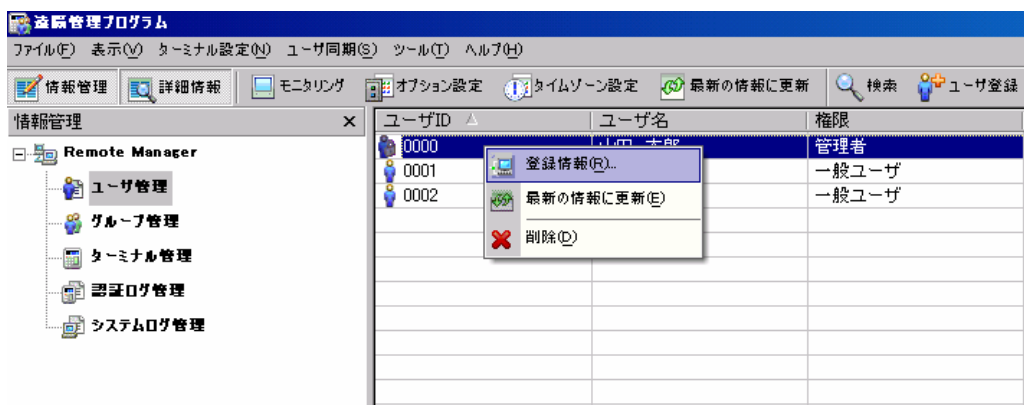 遠隔管理プログラム
ファイル(F) 表示(V) ターミナル設定(N) ユーザ同期(S) ツール(T) ヘルプ(H)
情報管理 詳細情報 モニタリング オプション設定 タイムゾーン設定 最新の情報に更新 検索 ユーザ登録
情報管理 × ユーザID ユーザ名 権限
Remote Manager
ユーザ管理
グループ管理
ターミナル管理
認証ログ管理
システムログ管理
0000 山田 太郎 管理者
0001 一般ユーザ
0002 一般ユーザ
登録情報(R)...
最新の情報に更新(E)
削除(D)